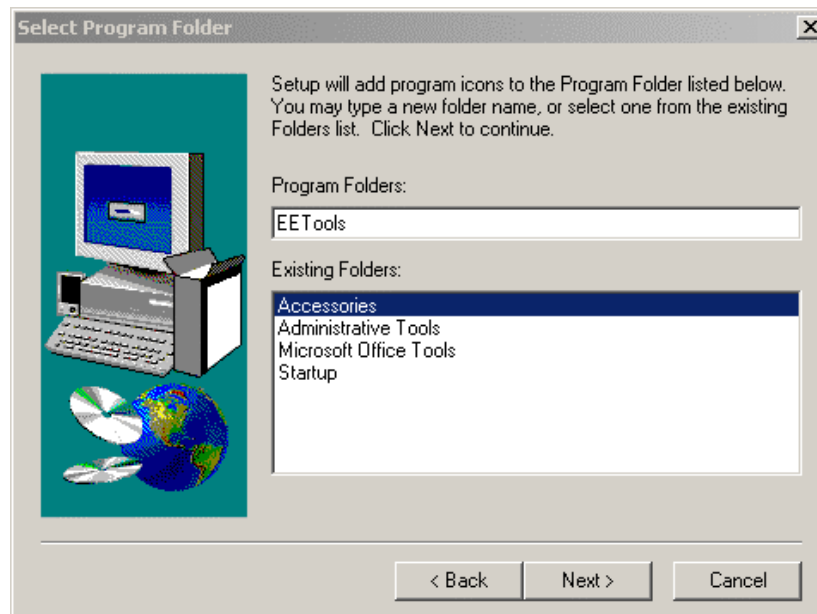 Select Program Folder
Setup will add program icons to the Program Folder listed below.
You may type a new folder name, or select one from the existing
Folders list. Click Next to continue.
Program Folders:
EETools
Existing Folders:
Accessories
Administrative Tools
Microsoft Office Tools
Startup
< Back
Next >
Cancel